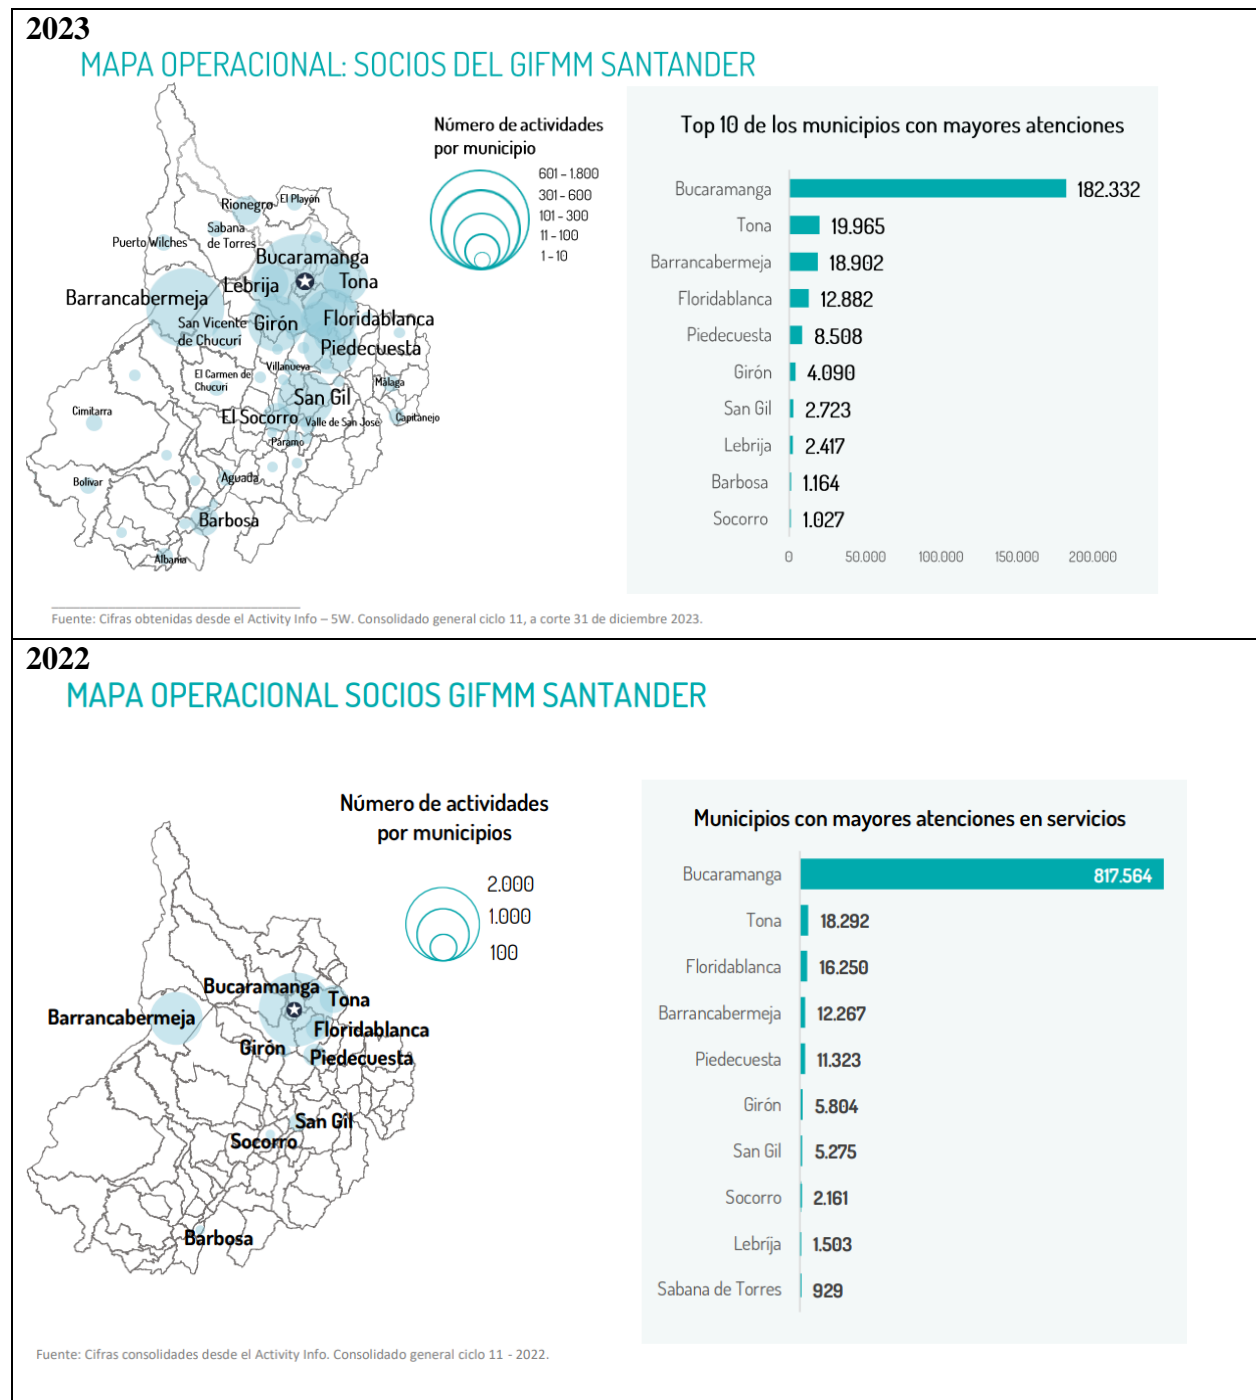 2023
MAPA OPERACIONAL: SOCIOS DEL GIFMM SANTANDER
Número de actividades
por municipio
601 – 1.800
301 – 600
101 – 300
11 – 100
1 – 10
Rionegro
El Playón
Sabana
de Torres
Puerto Wilches
Bucaramanga
Lebrija
Tona
Barrancabermeja
San Vicente
de Chucurí
Girón
Floridablanca
Piedecuesta
Villanueva
El Carmen de
Chucurí
Málaga
San Gil
Cimitarra
El Socorro
Valle de San José
Capitanejo
Páramo
Aguada
Bolívar
Barbosa
Albania
Top 10 de los municipios con mayores atenciones
Bucaramanga 182.332
Tona 19.965
Barrancabermeja 18.902
Floridablanca 12.882
Piedecuesta 8.508
Girón 4.090
San Gil 2.723
Lebrija 2.417
Barbosa 1.164
Socorro 1.027
0 50.000 100.000 150.000 200.000
Fuente: Cifras obtenidas desde el Activity Info – 5W. Consolidado general ciclo 11, a corte 31 de diciembre 2023.
2022
MAPA OPERACIONAL SOCIOS GIFMM SANTANDER
Número de actividades
por municipios
2.000
1.000
100
Bucaramanga
Tona
Barrancabermeja
Floridablanca
Girón
Piedecuesta
San Gil
Socorro
Barbosa
Municipios con mayores atenciones en servicios
Bucaramanga 817.564
Tona 18.292
Floridablanca 16.250
Barrancabermeja 12.267
Piedecuesta 11.323
Girón 5.804
San Gil 5.275
Socorro 2.161
Lebrija 1.503
Sabana de Torres 929
Fuente: Cifras consolidades desde el Activity Info. Consolidado general ciclo 11 - 2022.